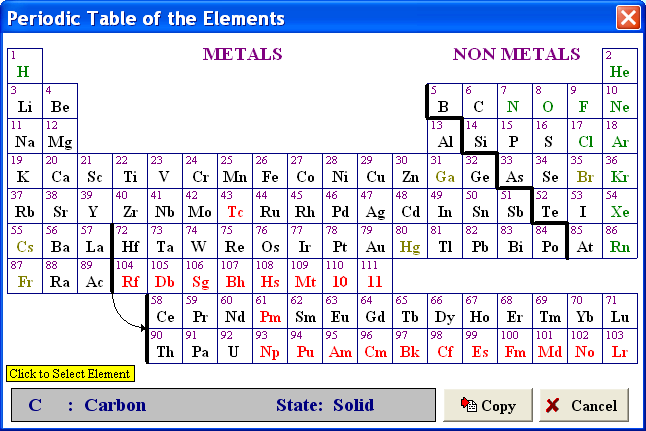 Periodic Table of the Elements
METALS NON METALS
1 2
H He
3 4 5 6 7 8 9 10
Li Be B C N O F Ne
11 12 13 14 15 16 17 18
Na Mg Al Si P S Cl Ar
19 20 21 22 23 24 25 26 27 28 29 30 31 32 33 34 35 36
K Ca Sc Ti V Cr Mn Fe Co Ni Cu Zn Ga Ge As Se Br Kr
37 38 39 40 41 42 43 44 45 46 47 48 49 50 51 52 53 54
Rb Sr Y Zr Nb Mo Tc Ru Rh Pd Ag Cd In Sn Sb Te I Xe
55 56 57 72 73 74 75 76 77 78 79 80 81 82 83 84 85 86
Cs Ba La Hf Ta W Re Os Ir Pt Au Hg Tl Pb Bi Po At Rn
87 88 89 104 105 106 107 108 109 110 111
Fr Ra Ac Rf Db Sg Bh Hs Mt 10 11
58 59 60 61 62 63 64 65 66 67 68 69 70 71
Ce Pr Nd Pm Sm Eu Gd Tb Dy Ho Er Tm Yb Lu
90 91 92 93 94 95 96 97 98 99 100 101 102 103
Th Pa U Np Pu Am Cm Bk Cf Es Fm Md No Lr
Click to Select Element
C : Carbon State: Solid Copy Cancel